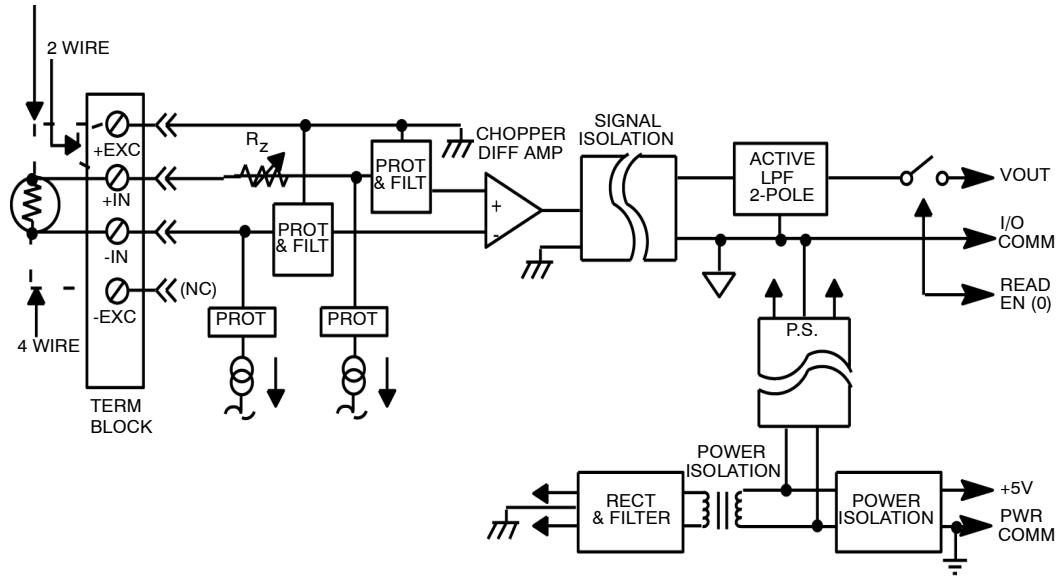 2 WIRE
+EXC
+IN
-IN
-EXC
(NC)
4 WIRE
TERM
BLOCK
Rz
PROT
& FILT
PROT
& FILT
PROT
PROT
CHOPPER
DIFF AMP
+
-
SIGNAL
ISOLATION
ACTIVE
LPF
2-POLE
VOUT
I/O
COMM
READ
EN (0)
P.S.
POWER
ISOLATION
RECT
& FILTER
POWER
ISOLATION
+5V
PWR
COMM